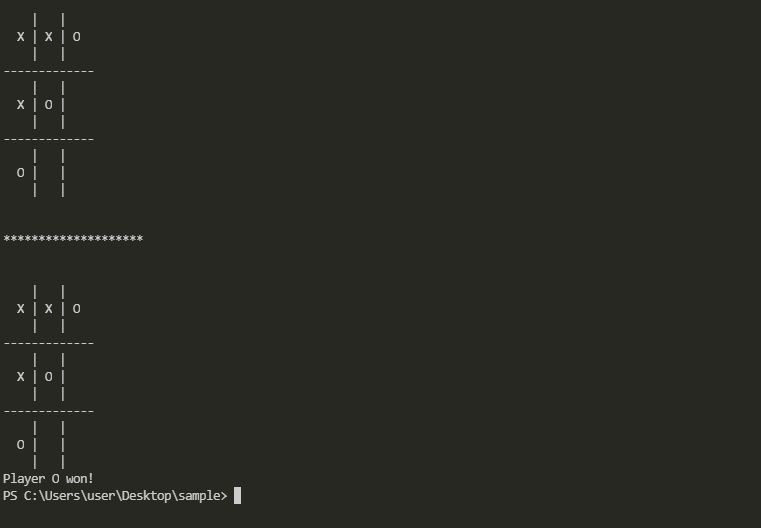 |   |
  X | X | O
    |   |
-------------
    |   |
  X | O |
    |   |
-------------
    |   |
  O |   |
    |   |
********************
    |   |
  X | X | O
    |   |
-------------
    |   |
  X | O |
    |   |
-------------
    |   |
  O |   |
    |   |
Player O won!
PS C:\Users\user\Desktop\sample>